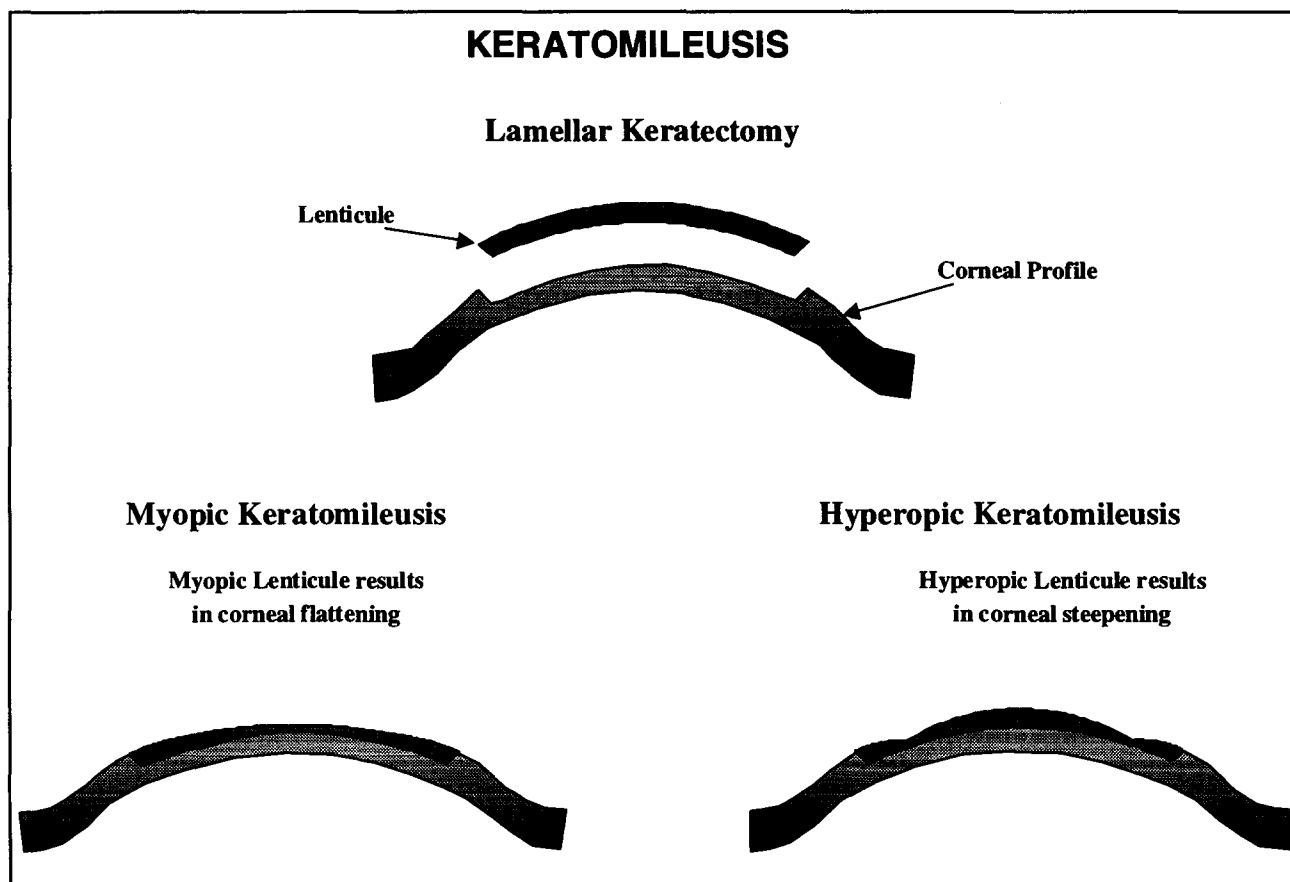 KERATOMILEUSIS
Lamellar Keratectomy
Lenticule
Corneal Profile
Myopic Keratomileusis
Myopic Lenticule results
in corneal flattening
Hyperopic Keratomileusis
Hyperopic Lenticule results
in corneal steepening